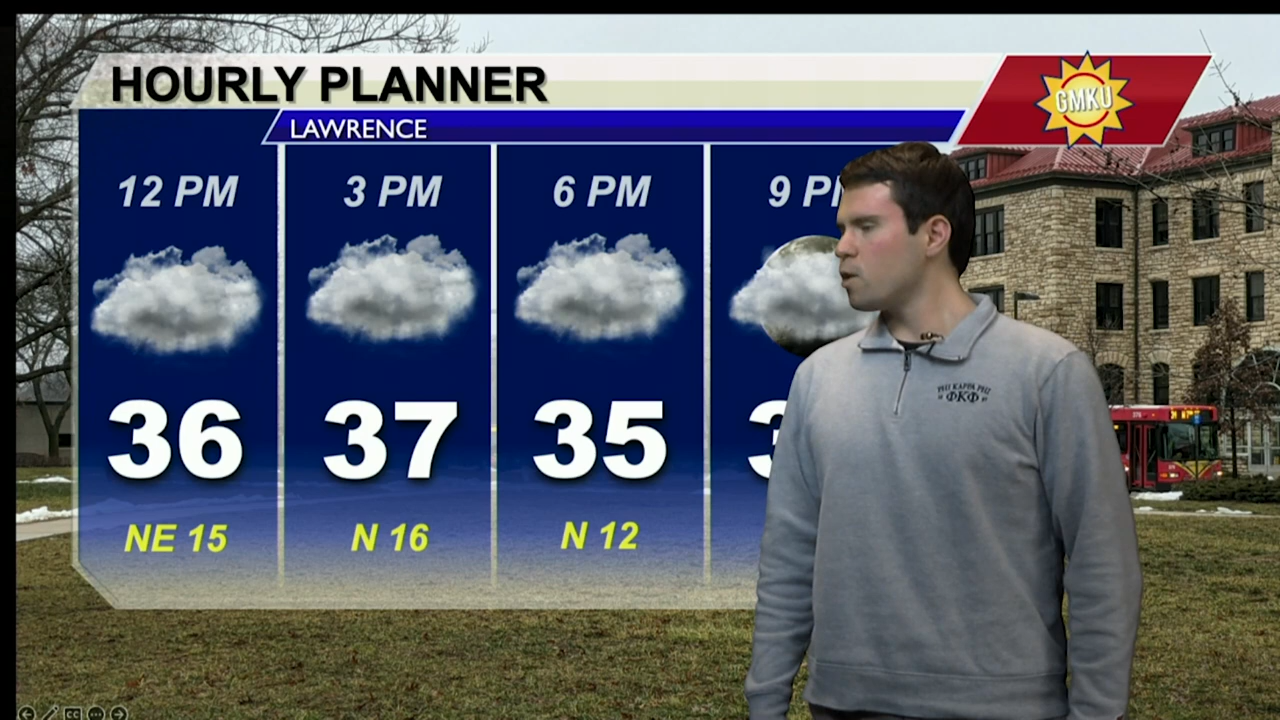 HOURLY PLANNER
GMKU
LAWRENCE
12 PM
3 PM
6 PM
36
37
35
NE 15
N 16
N 12
PHI KAPPA PHI
ΦΚΦ